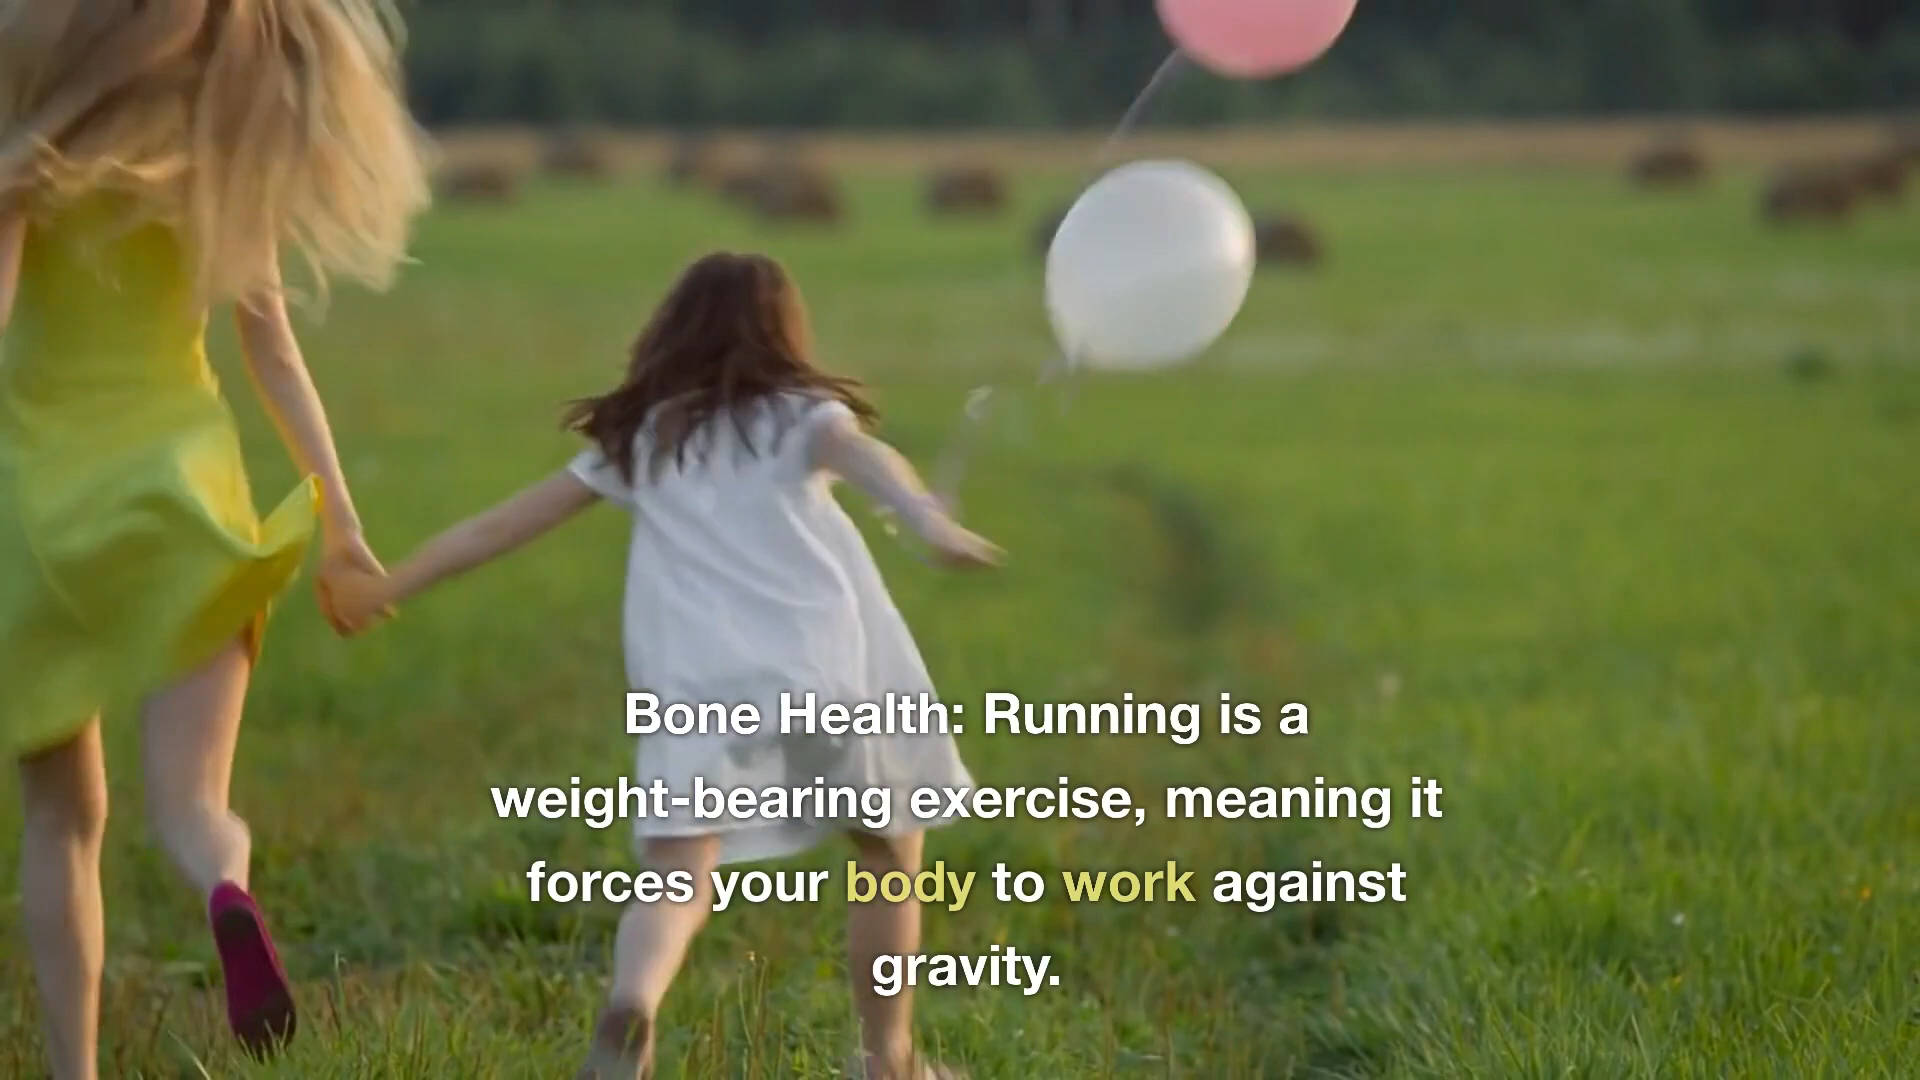 Bone Health: Running is a
weight-bearing exercise, meaning it
forces your body to work against
gravity.